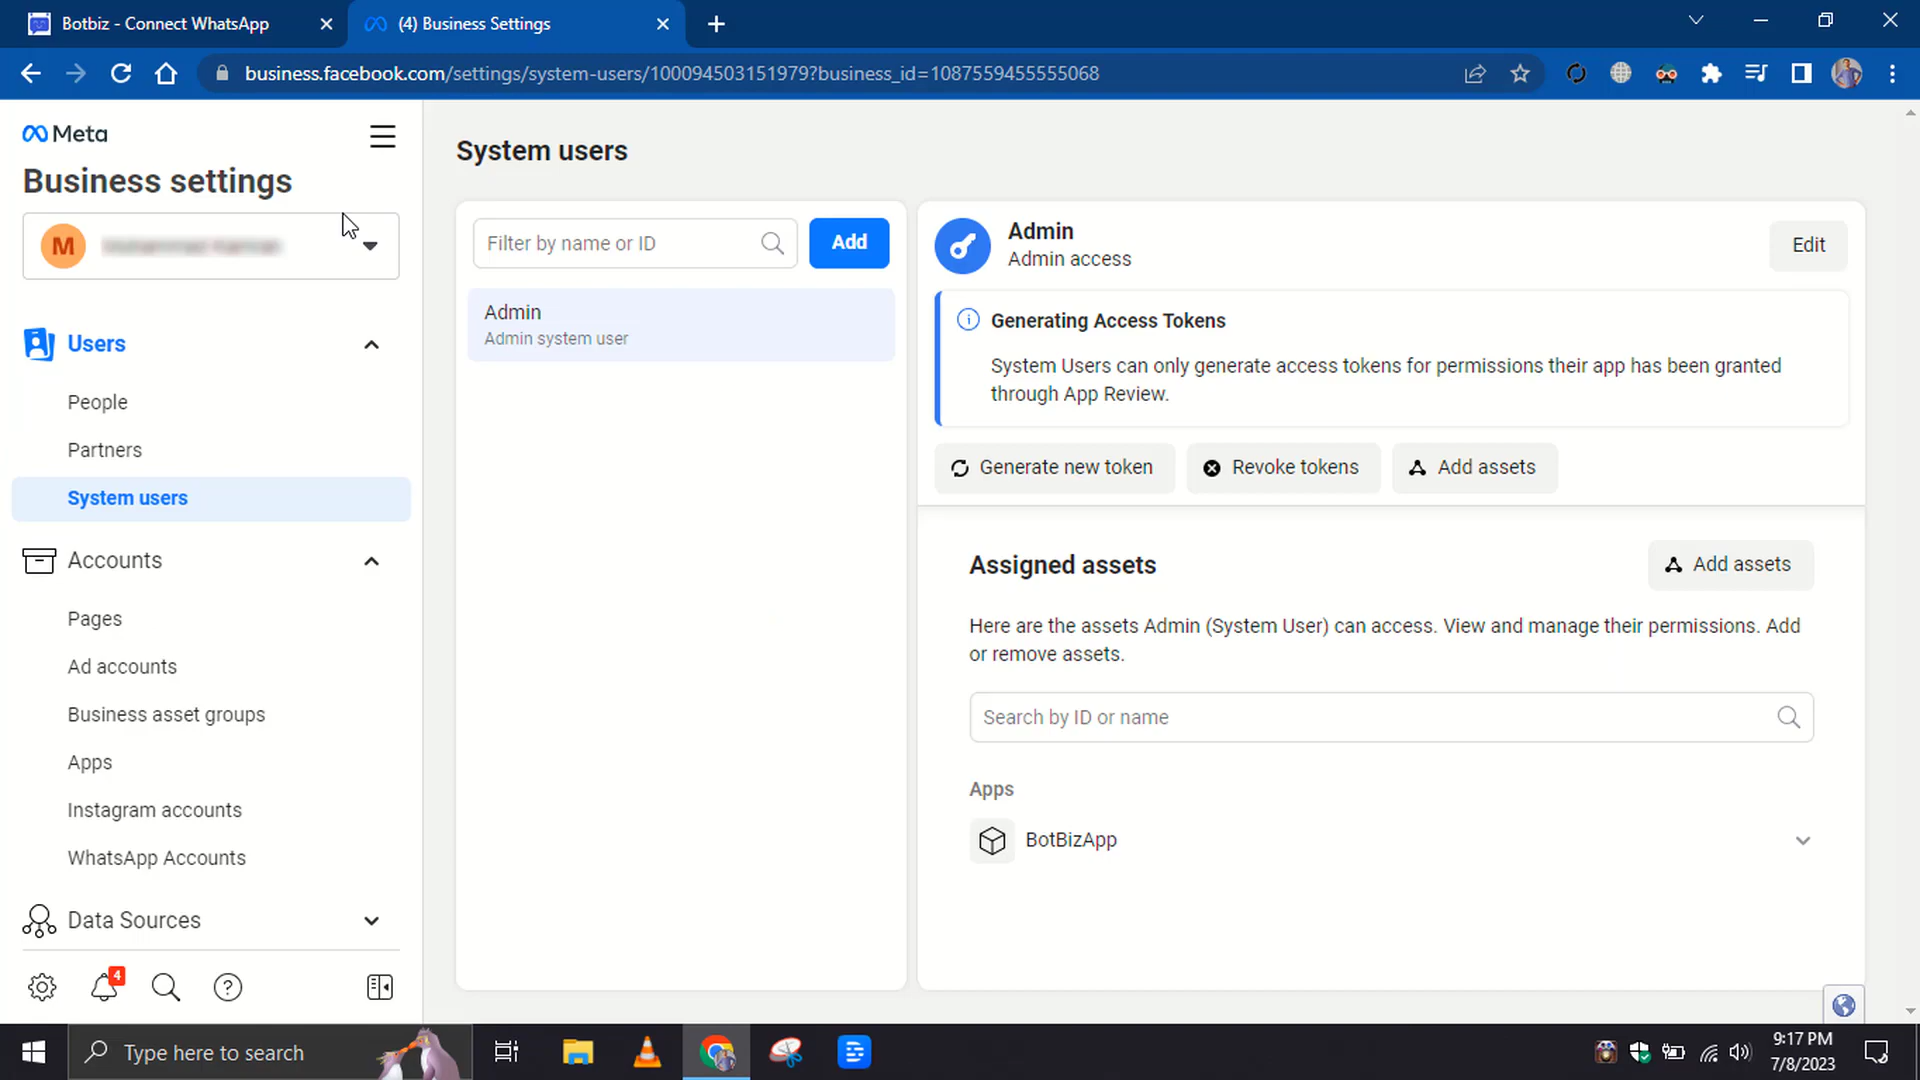 Botbiz - Connect WhatsApp
(4) Business Settings
business.facebook.com/settings/system-users/100094503151979?business_id=1087559455555068
Meta
Business settings
M
Users
People
Partners
System users
Accounts
Pages
Ad accounts
Business asset groups
Apps
Instagram accounts
WhatsApp Accounts
Data Sources
4
System users
Filter by name or ID
Add
Admin
Admin system user
Admin
Admin access
Edit
Generating Access Tokens
System Users can only generate access tokens for permissions their app has been granted
through App Review.
Generate new token
Revoke tokens
Add assets
Assigned assets
Add assets
Here are the assets Admin (System User) can access. View and manage their permissions. Add
or remove assets.
Search by ID or name
Apps
BotBizApp
Type here to search
9:17 PM
7/8/2023